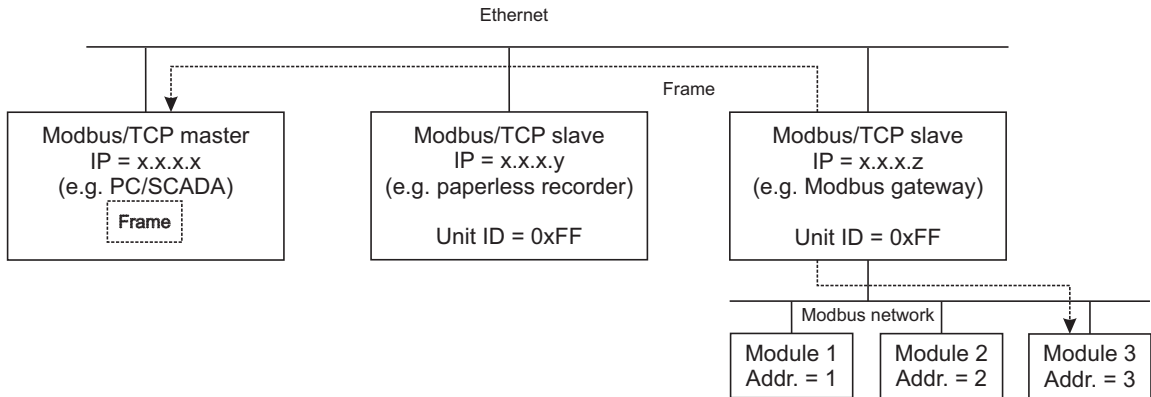 Ethernet
Frame
Modbus/TCP master
IP = x.x.x.x
(e.g. PC/SCADA)
Frame
Modbus/TCP slave
IP = x.x.x.y
(e.g. paperless recorder)
Unit ID = 0xFF
Modbus/TCP slave
IP = x.x.x.z
(e.g. Modbus gateway)
Unit ID = 0xFF
Modbus network
Module 1
Addr. = 1
Module 2
Addr. = 2
Module 3
Addr. = 3